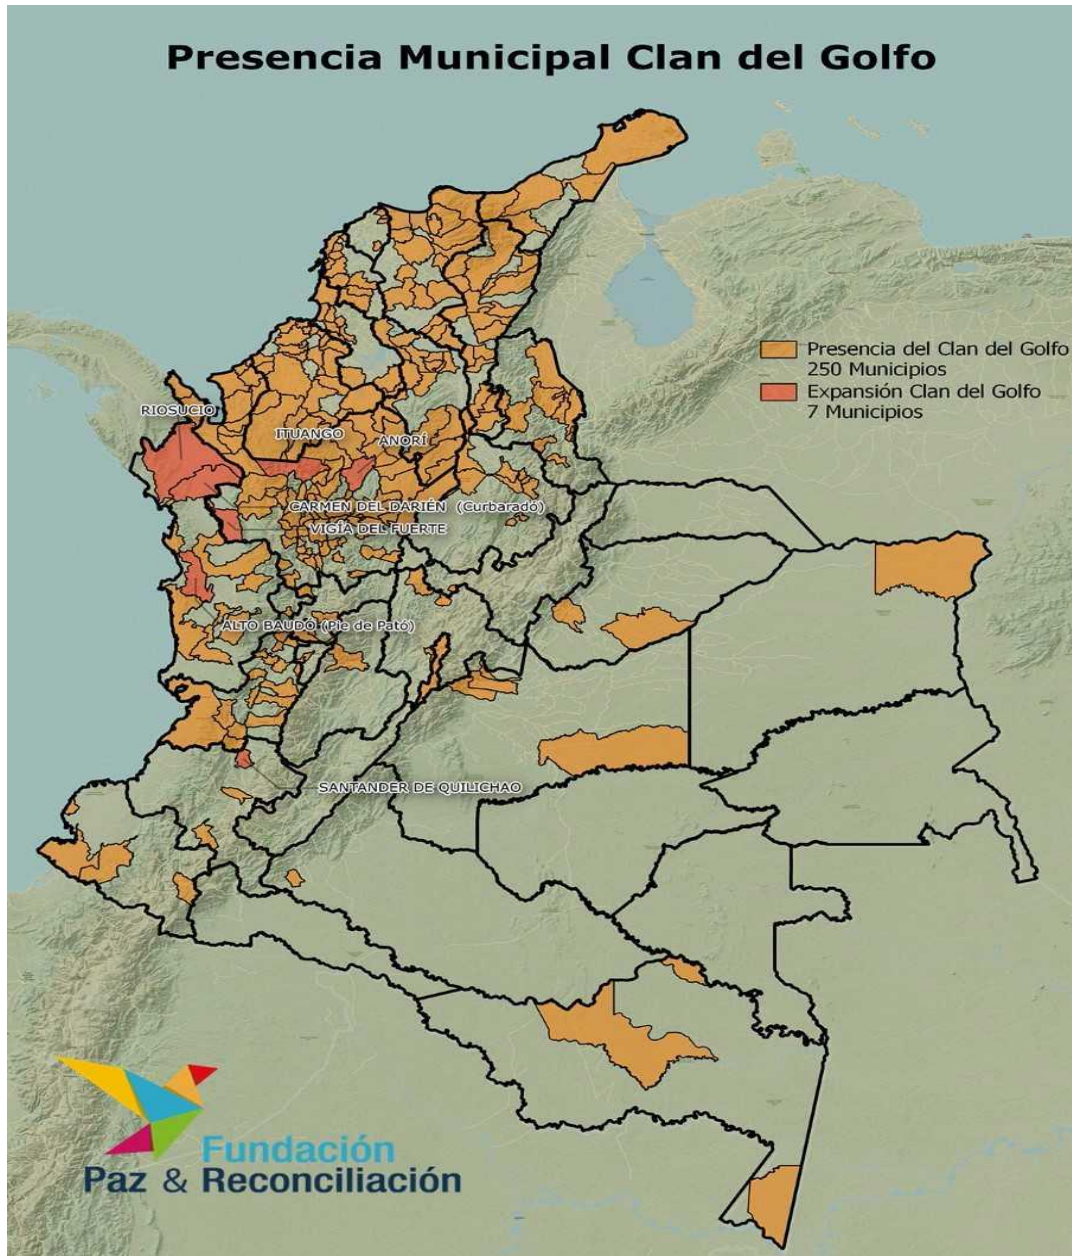 Presencia Municipal Clan del Golfo
Presencia del Clan del Golfo
250 Municipios
Expansión Clan del Golfo
7 Municipios
RIOSUCIO
ITUANGO
ANORÍ
CARMEN DEL DARIÉN (Curbaradó)
VIGÍA DEL FUERTE
ALTO BAUDÓ (Pie de Pató)
SANTANDER DE QUILICHAO
Fundación
Paz & Reconciliación